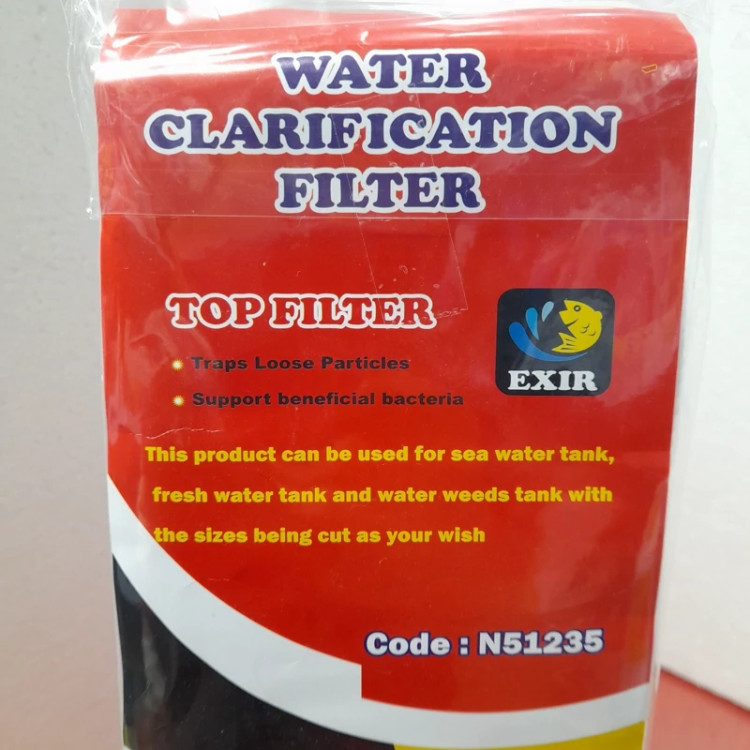 WATER
CLARIFICATION
FILTER
TOP FILTER
Traps Loose Particles
Support beneficial bacteria
EXIR
This product can be used for sea water tank,
fresh water tank and water weeds tank with
the sizes being cut as your wish
Code : N51235